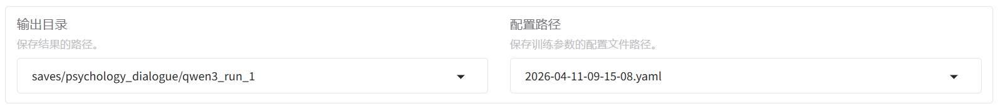 输出目录
保存结果的路径。
saves/psychology_dialogue/qwen3_run_1
配置路径
保存训练参数的配置文件路径。
2026-04-11-09-15-08.yaml